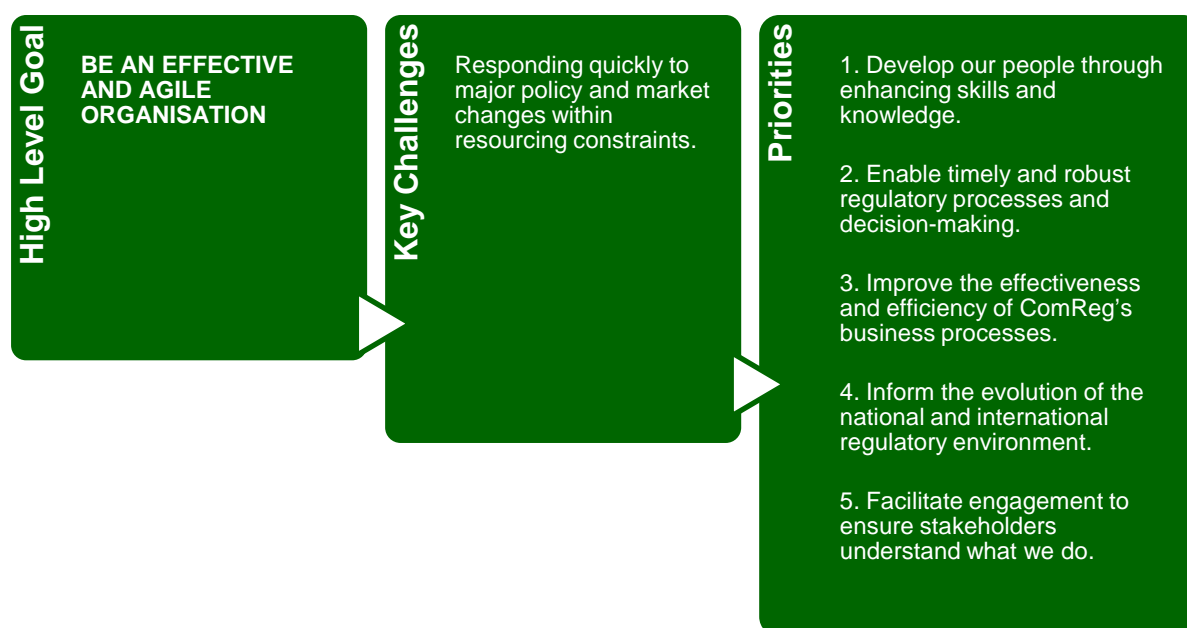 High Level Goal
BE AN EFFECTIVE
AND AGILE
ORGANISATION
Key Challenges
Responding quickly to
major policy and market
changes within
resourcing constraints.
Priorities
1. Develop our people through
enhancing skills and
knowledge.
2. Enable timely and robust
regulatory processes and
decision-making.
3. Improve the effectiveness
and efficiency of ComReg’s
business processes.
4. Inform the evolution of the
national and international
regulatory environment.
5. Facilitate engagement to
ensure stakeholders
understand what we do.